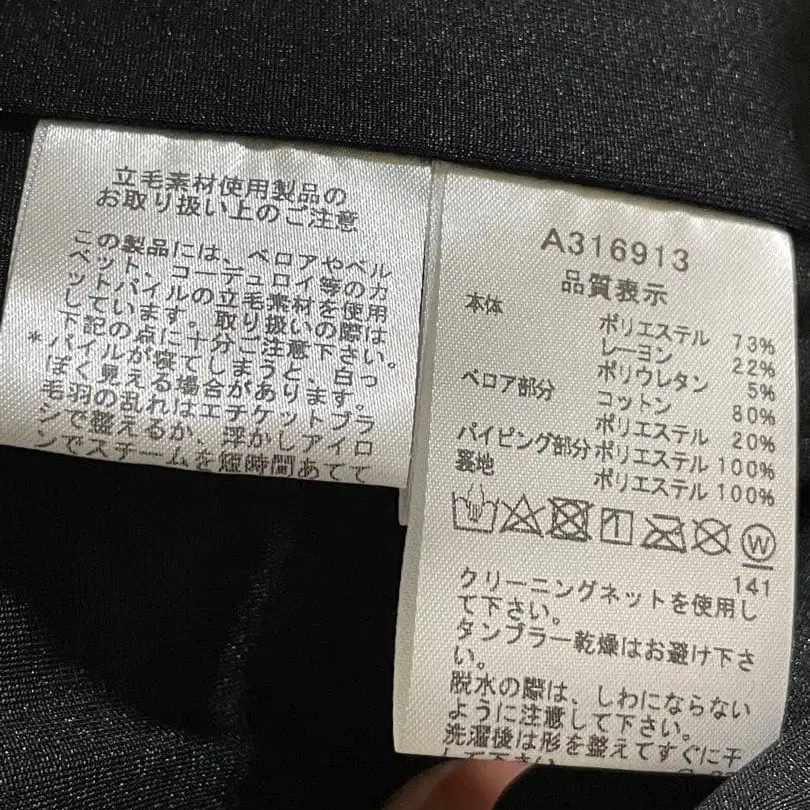 立毛素材使用製品の
お取り扱い上のご注意
この製品には、ベロアやベル
ベット、コーデュロイ等のカ
ットパイルの立毛素材を使用
しています。取り扱いの際は
下記の点に十分ご注意下さい。
*パイルが寝てしまうと、白っ
ぽく見える場合があります。
毛羽の乱れはエチケットブラ
シで整えるか、浮かしアイロ
ンでスチームを短時間あてて
A316913
品質表示
本体 ポリエステル 73%
レーヨン 22%
ポリウレタン 5%
ベロア部分 コットン 80%
ポリエステル 20%
パイピング部分 ポリエステル 100%
裏地 ポリエステル 100%
W
141
クリーニングネットを使用し
て下さい。
タンブラー乾燥はお避け下さ
い。
脱水の際は、しわにならない
ように注意して下さい。
洗濯後は形を整えてすぐに干
して下さい。